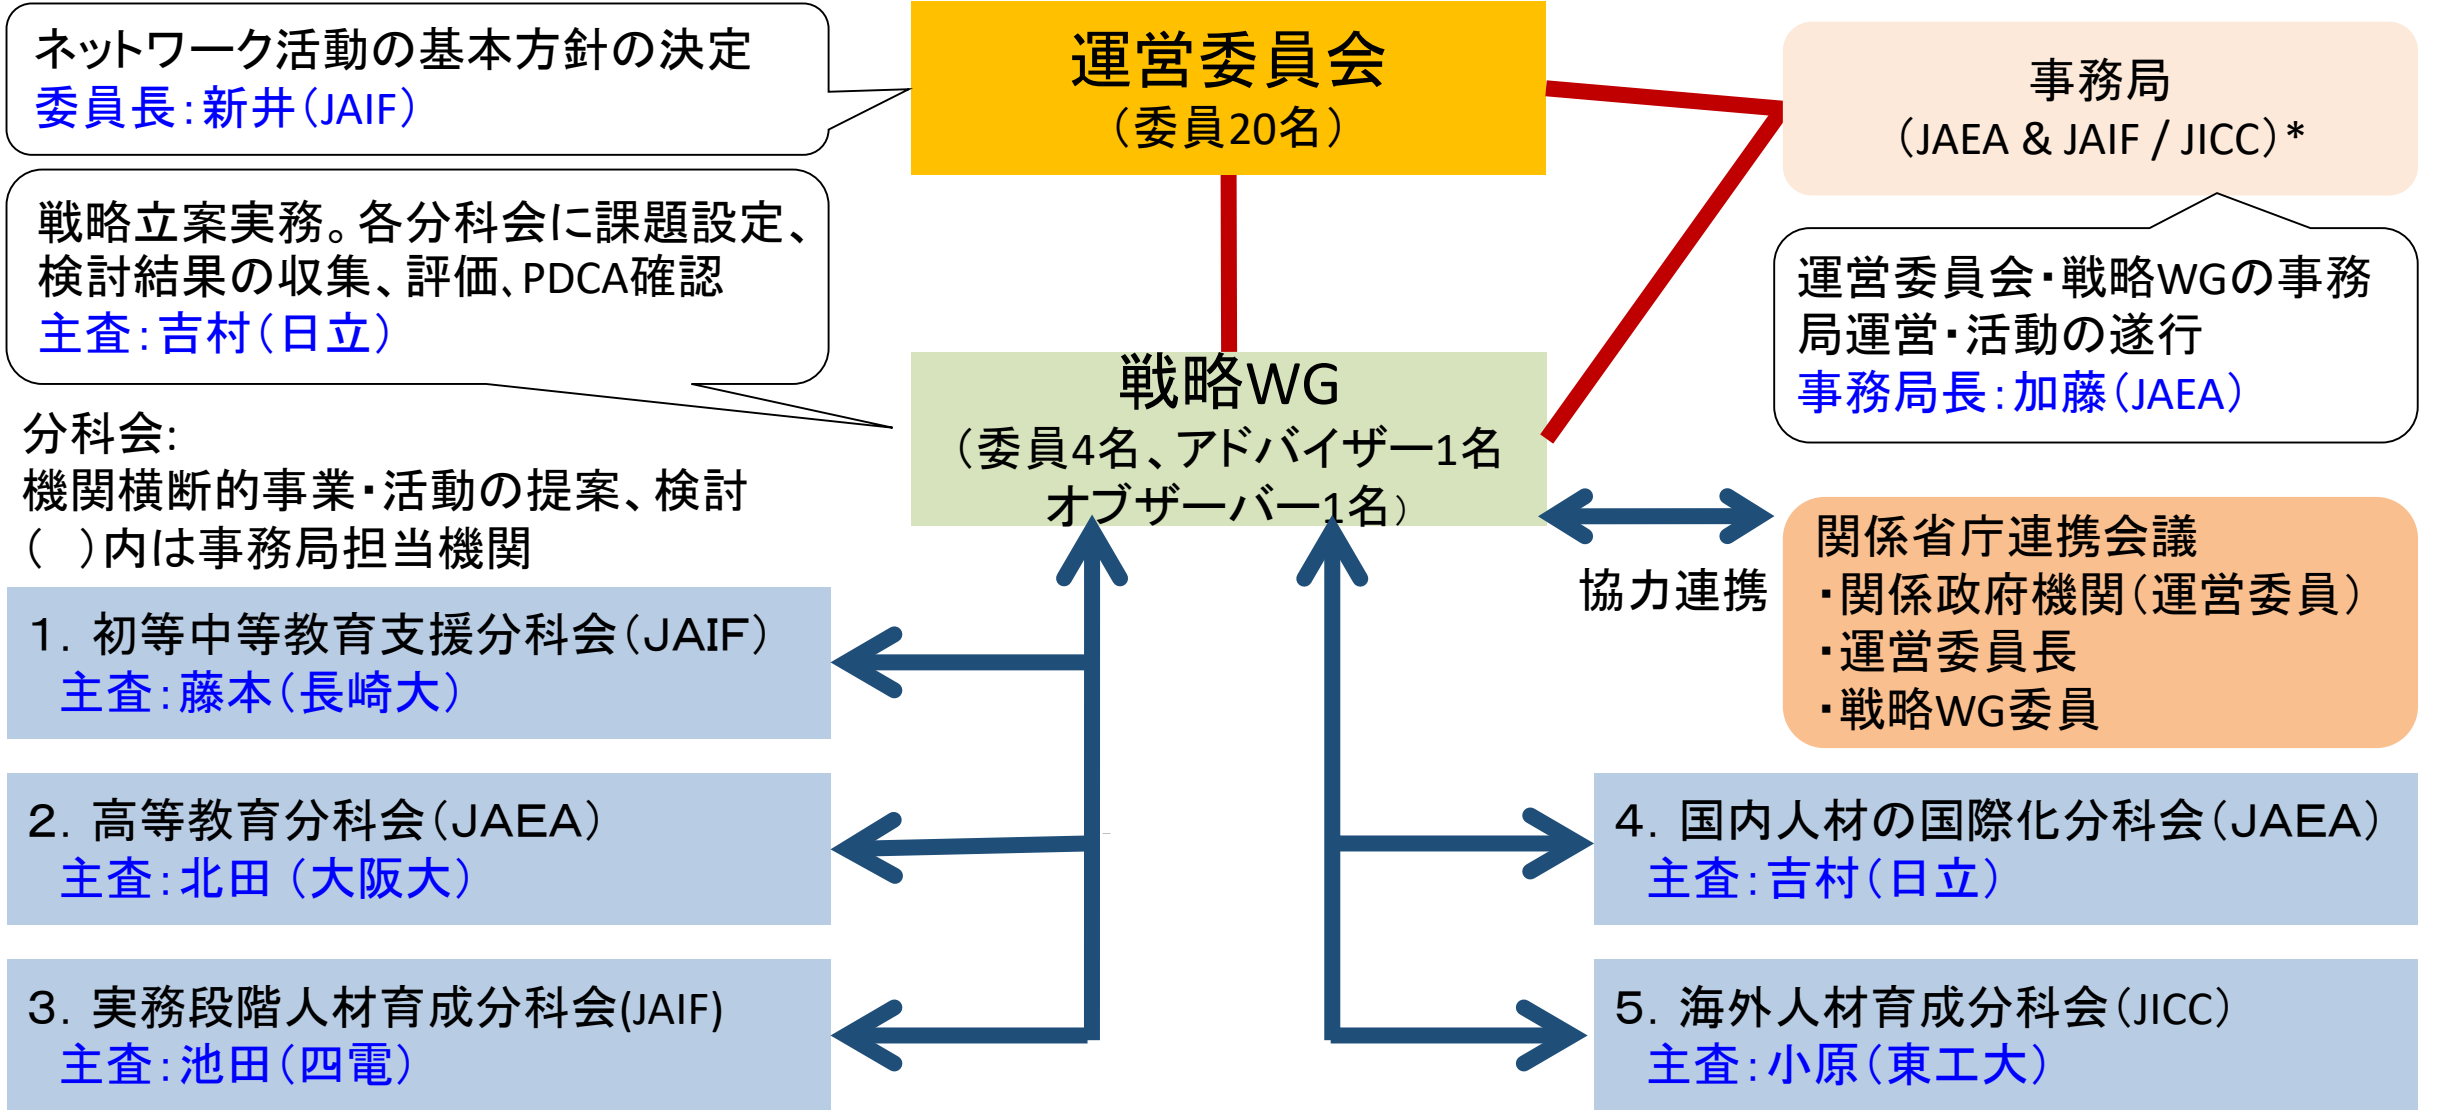 ネットワーク活動の基本方針の決定
委員長：新井（JAIF）
運営委員会
（委員20名）
事務局
（JAEA & JAIF / JICC）*
戦略立案実務。各分科会に課題設定、
検討結果の収集、評価、PDCA確認
主査：吉村（日立）
運営委員会・戦略WGの事務
局運営・活動の遂行
事務局長：加藤（JAEA）
戦略WG
（委員4名、アドバイザー1名
オブザーバー1名）
分科会:
機関横断的事業・活動の提案、検討
（　）内は事務局担当機関
協力連携
関係省庁連携会議
・関係政府機関（運営委員）
・運営委員長
・戦略WG委員
１．初等中等教育支援分科会（JAIF）
主査：藤本（長崎大）
２．高等教育分科会（JAEA）
主査：北田（大阪大）
３．実務段階人材育成分科会(JAIF)
主査：池田（四電）
４．国内人材の国際化分科会（JAEA）
主査：吉村（日立）
５．海外人材育成分科会（JICC）
主査：小原（東工大）